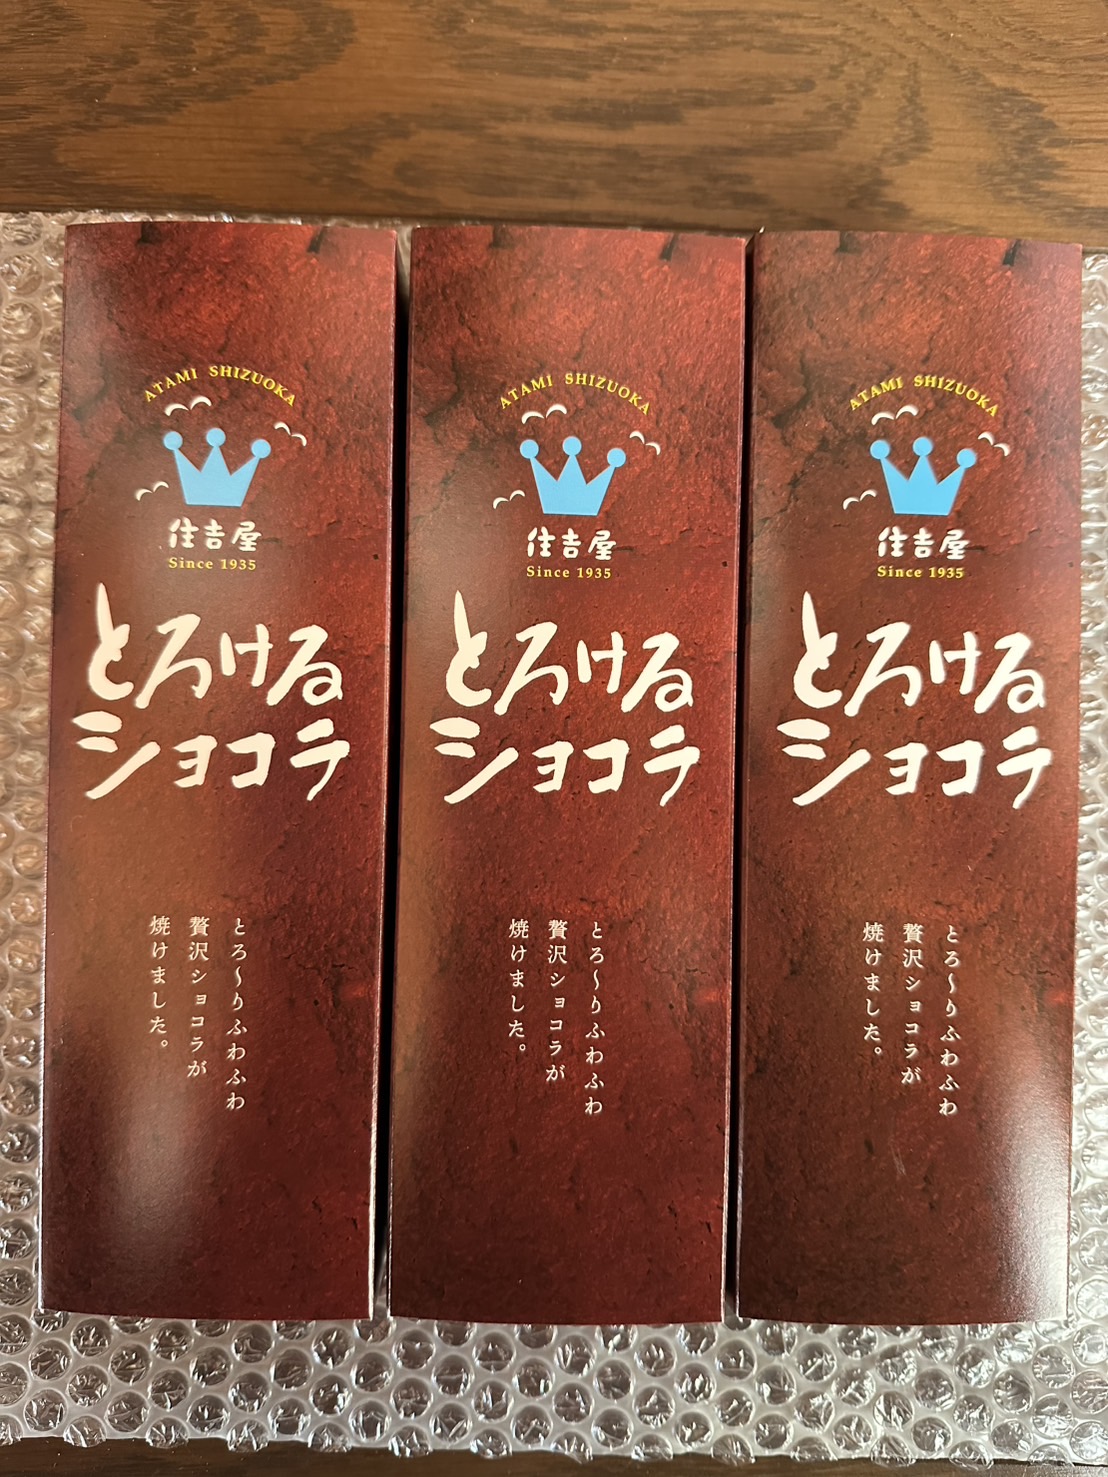 ATAMI SHIZUOKA
住吉屋
Since 1935
とろける
ショコラ
とろ〜りふわふわ
贅沢ショコラが
焼けました。
ATAMI SHIZUOKA
住吉屋
Since 1935
とろける
ショコラ
とろ〜りふわふわ
贅沢ショコラが
焼けました。
ATAMI SHIZUOKA
住吉屋
Since 1935
とろける
ショコラ
とろ〜りふわふわ
贅沢ショコラが
焼けました。